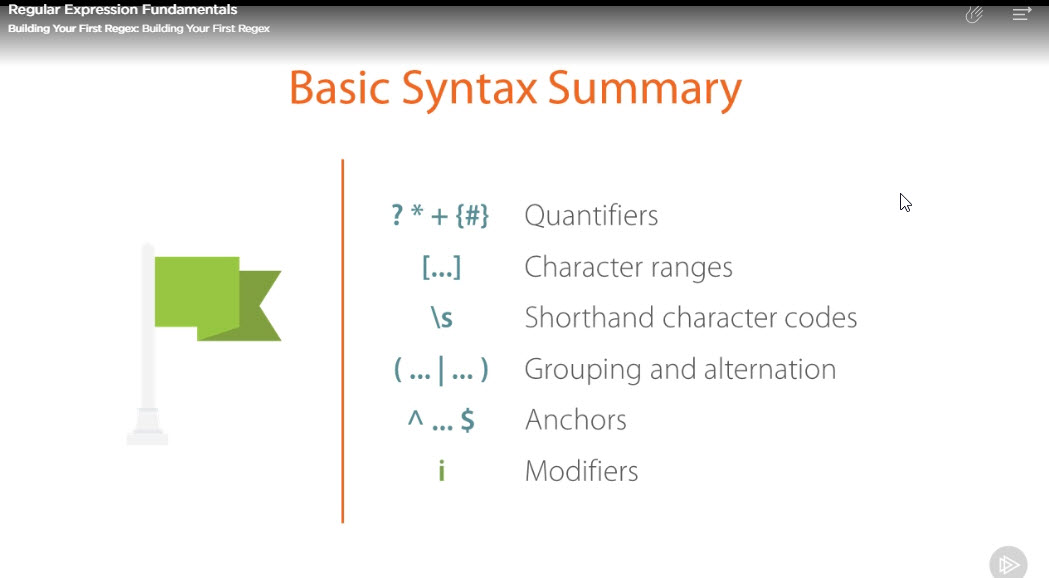 Regular Expression Fundamentals
Building Your First Regex: Building Your First Regex
Basic Syntax Summary
? * + {#} Quantifiers
[...] Character ranges
\s Shorthand character codes
( ... | ... ) Grouping and alternation
^ ... $ Anchors
i Modifiers